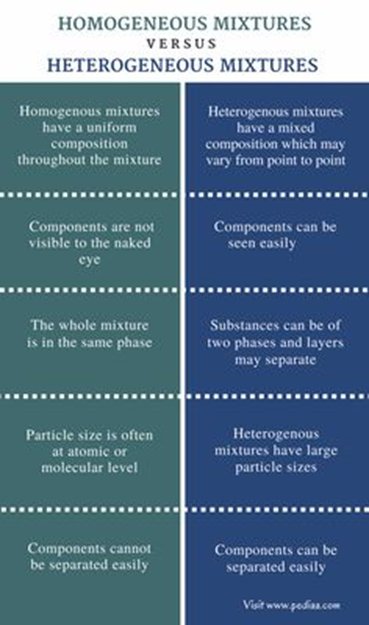 HOMOGENEOUS MIXTURES
VERSUS
HETEROGENEOUS MIXTURES
Homogenous mixtures
have a uniform
composition
throughout the mixture
Heterogenous mixtures
have a mixed
composition which may
vary from point to point
Components are not
visible to the naked
eye
Components can be
seen easily
The whole mixture
is in the same phase
Substances can be of
two phases and layers
may separate
Particle size is often
at atomic or
molecular level
Heterogenous
mixtures have large
particle sizes
Components cannot
be separated easily
Components can be
separated easily
Visit www.pediaa.com